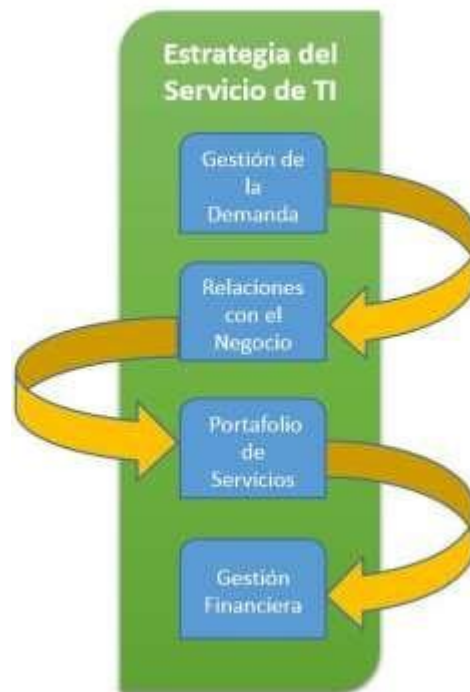 Estrategia del
Servicio de TI
Gestión de
la
Demanda
Relaciones
con el
Negocio
Portafolio
de
Servicios
Gestión
Financiera